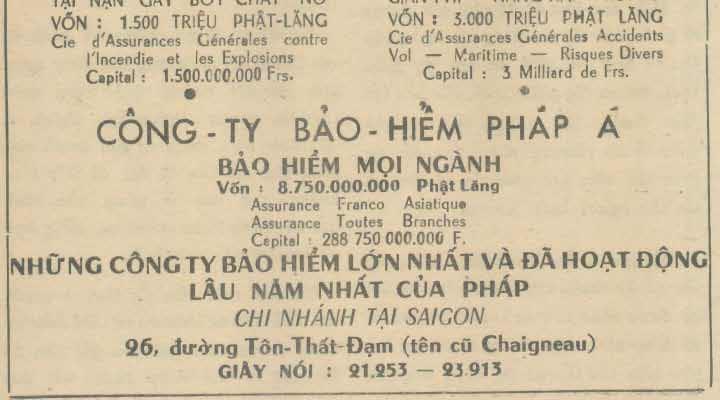 VỐN : 1.500 TRIỆU PHẬT-LĂNG
Cie d'Assurances Générales contre
l'Incendie et les Explosions
Capital : 1.500.000.000 Frs.
VỐN : 3.000 TRIỆU PHẬT LĂNG
Cie d'Assurances Générales Accidents
Vol — Maritime — Risques Divers
Capital : 3 Milliard de Frs.
CÔNG - TY BẢO - HIỂM PHÁP Á
BẢO HIỂM MỌI NGÀNH
Vốn : 8.750.000.000 Phật Lăng
Assurance Franco Asiatique
Assurance Toutes Branches
Capital : 288 750 000.000 F.
NHỮNG CÔNG TY BẢO HIỂM LỚN NHẤT VÀ ĐÃ HOẠT ĐỘNG
LÂU NĂM NHẤT CỦA PHÁP
CHI NHÁNH TẠI SAIGON
26, đường Tôn-Thất-Đạm (tên cũ Chaigneau)
GIÂY NÓI : 21.253 — 23.913